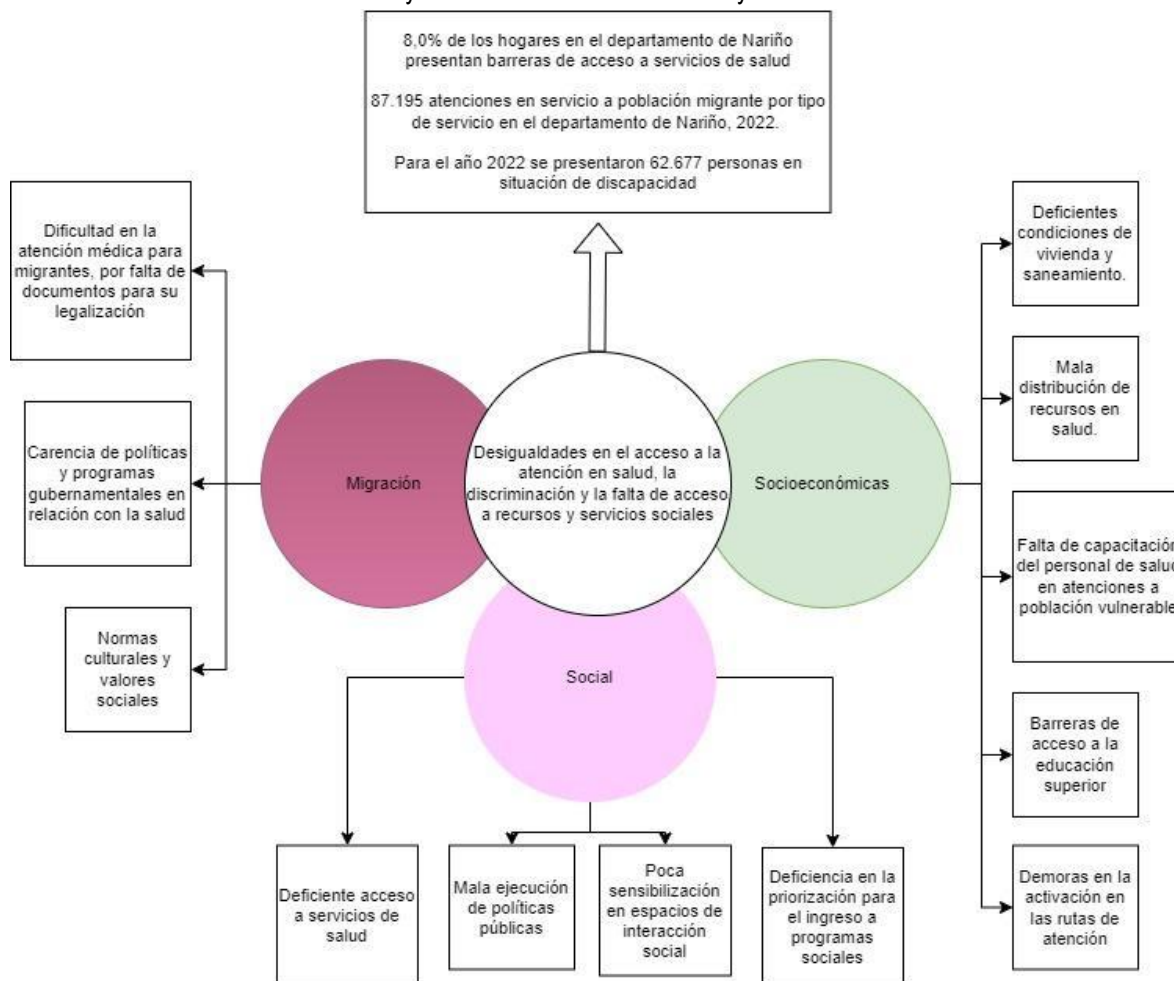 8,0% de los hogares en el departamento de Nariño
presentan barreras de acceso a servicios de salud
87.195 atenciones en servicio a población migrante por tipo
de servicio en el departamento de Nariño, 2022.
Para el año 2022 se presentaron 62.677 personas en
situación de discapacidad
Dificultad en la
atención médica para
migrantes, por falta de
documentos para su
legalización
Carencia de políticas
y programas
gubernamentales en
relación con la salud
Normas
culturales y
valores
sociales
Migración
Desigualdades en el acceso a la
atención en salud, la
discriminación y la falta de acceso
a recursos y servicios sociales
Socioeconómicas
Social
Deficientes
condiciones de
vivienda y
saneamiento.
Mala
distribución de
recursos en
salud.
Falta de capacitación
del personal de salud
en atenciones a
población vulnerable
Barreras de
acceso a la
educación
superior
Demoras en la
activación en
las rutas de
atención
Deficiente acceso
a servicios de
salud
Mala ejecución
de políticas
públicas
Poca
sensibilización
en espacios de
interacción
social
Deficiencia en la
priorización para
el ingreso a
programas
sociales